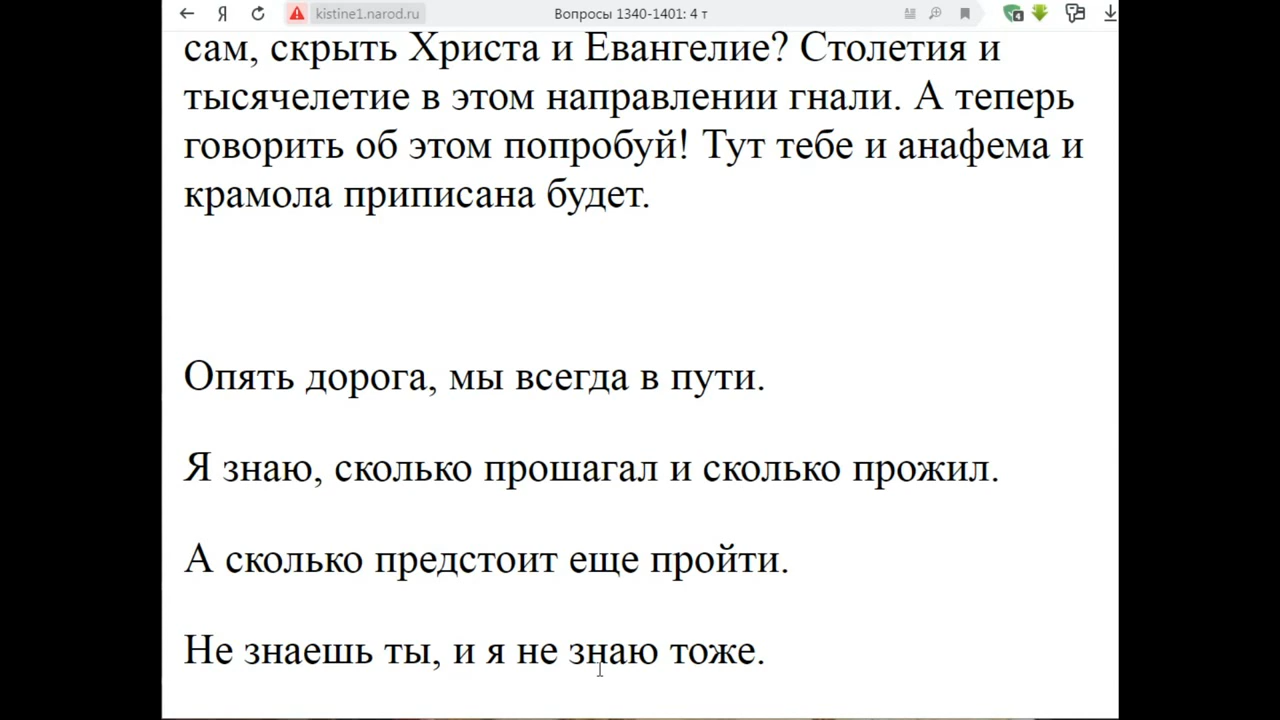 kistine1.narod.ru
Вопросы 1340-1401: 4 т
4
сам, скрыть Христа и Евангелие? Столетия и
тысячелетие в этом направлении гнали. А теперь
говорить об этом попробуй! Тут тебе и анафема и
крамола приписана будет.
Опять дорога, мы всегда в пути.
Я знаю, сколько прошагал и сколько прожил.
А сколько предстоит еще пройти.
Не знаешь ты, и я не знаю тоже.